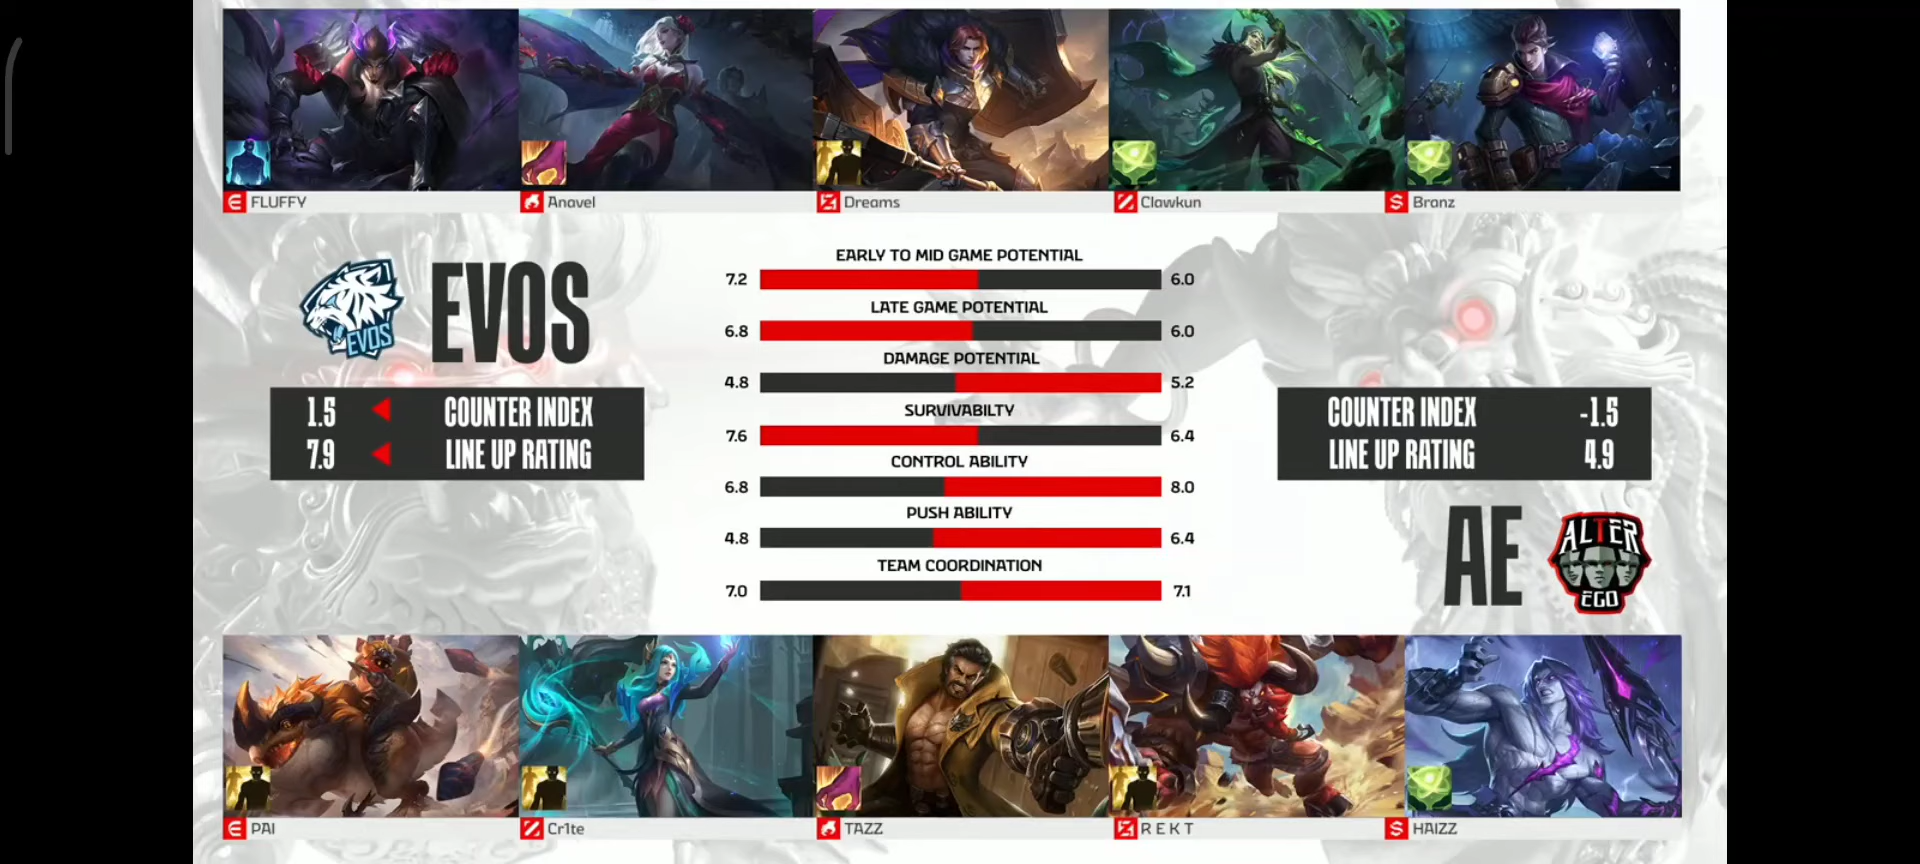 FLUFFY
Anavel
Dreams
Clawkun
Branz
EVOS
EVOS
1.5 COUNTER INDEX
7.9 LINE UP RATING
EARLY TO MID GAME POTENTIAL
7.2 6.0
LATE GAME POTENTIAL
6.8 6.0
DAMAGE POTENTIAL
4.8 5.2
SURVIVABILTY
7.6 6.4
CONTROL ABILITY
6.8 8.0
PUSH ABILITY
4.8 6.4
TEAM COORDINATION
7.0 7.1
COUNTER INDEX -1.5
LINE UP RATING 4.9
AE
ALTER
EGO
PAI
Cr1te
TAZZ
R E K T
HAIZZ